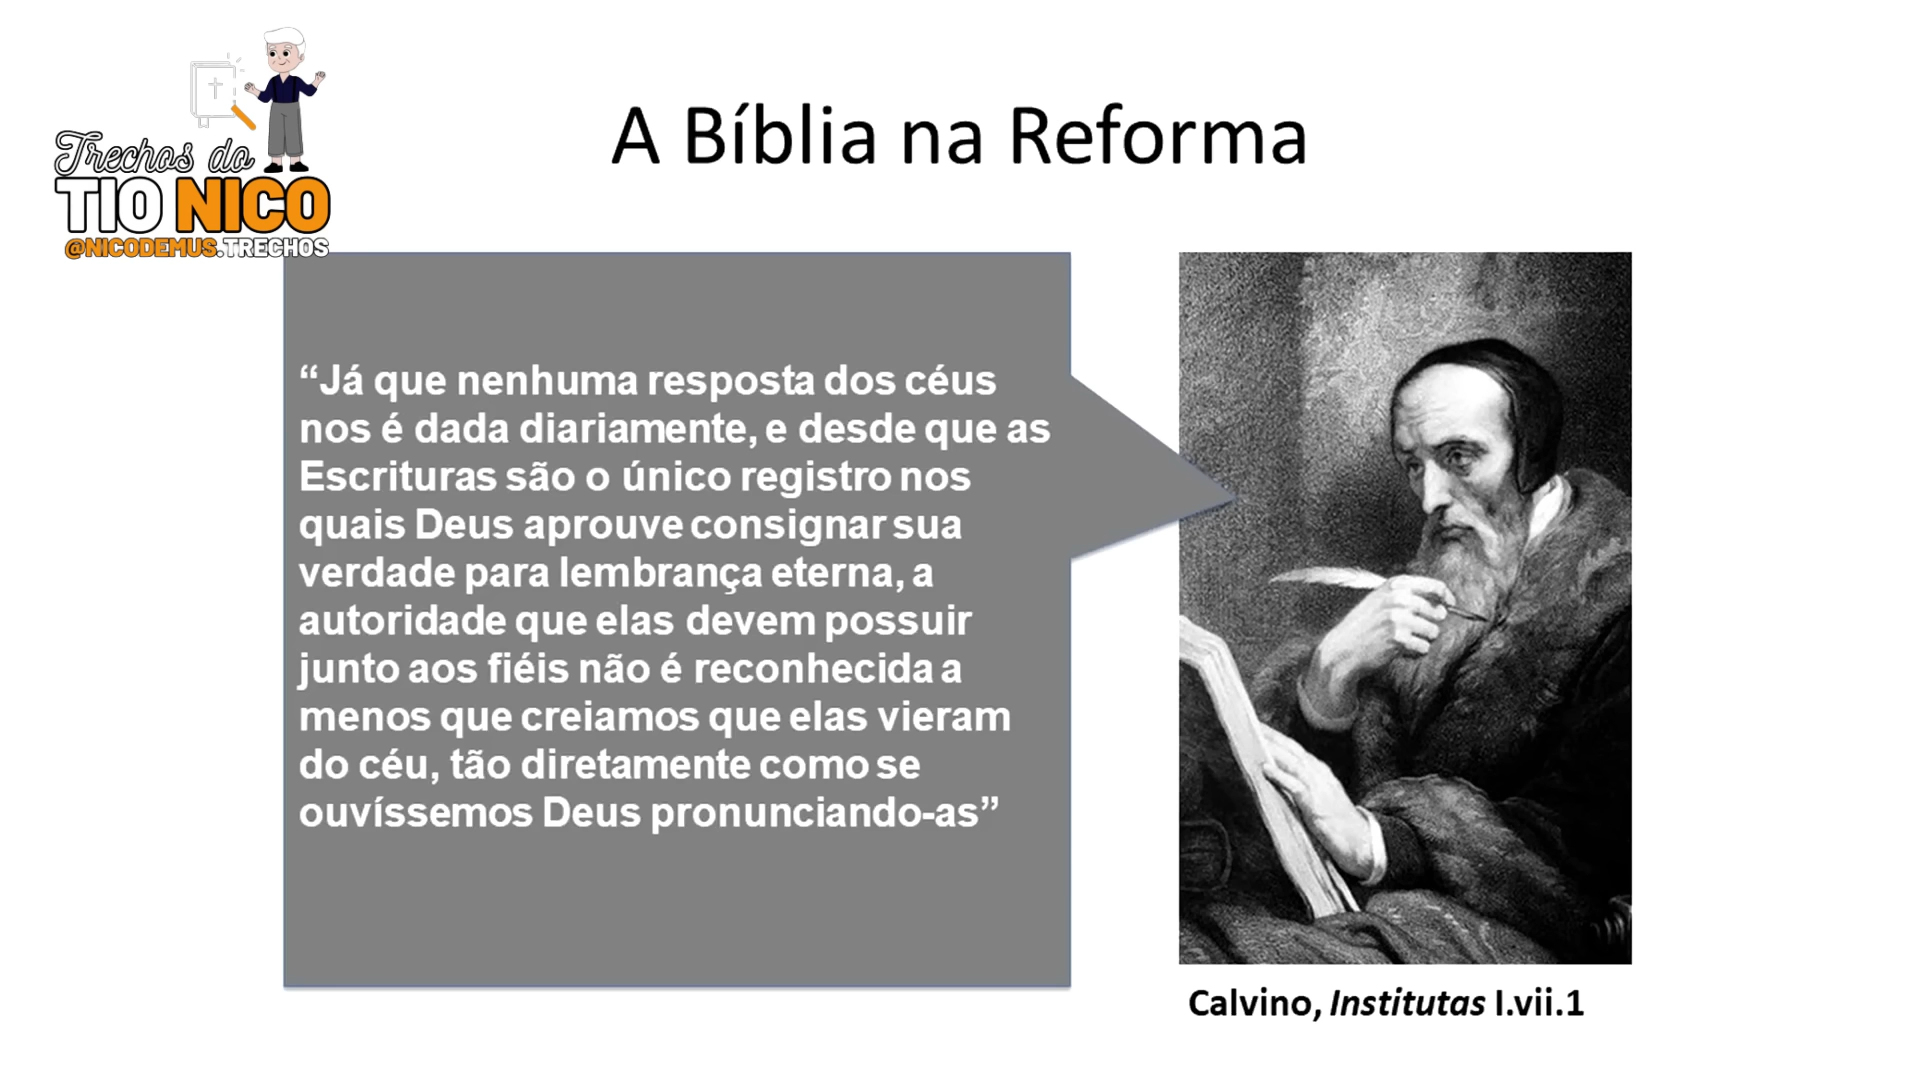 Trechos do
TIO NICO
@NICODEMUS.TRECHOS
A Bíblia na Reforma
“Já que nenhuma resposta dos céus
nos é dada diariamente, e desde que as
Escrituras são o único registro nos
quais Deus aprouve consignar sua
verdade para lembrança eterna, a
autoridade que elas devem possuir
junto aos fiéis não é reconhecida a
menos que creiamos que elas vieram
do céu, tão diretamente como se
ouvíssemos Deus pronunciando-as”
Calvino, Institutas I.vii.1